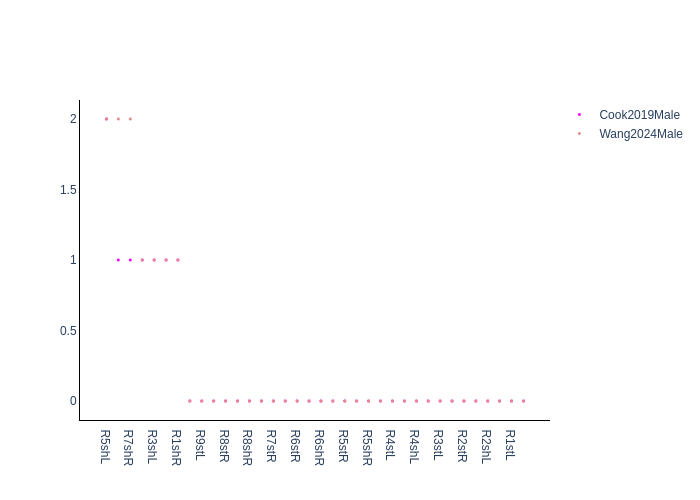 Cook2019Male
Wang2024Male
2
1.5
1
0.5
0
R5shL
R7shR
R3shL
R1shR
R9stL
R8stR
R8shR
R7stR
R6stR
R6shR
R5stR
R5shR
R4stL
R4shL
R3stL
R2stR
R2shL
R1stL